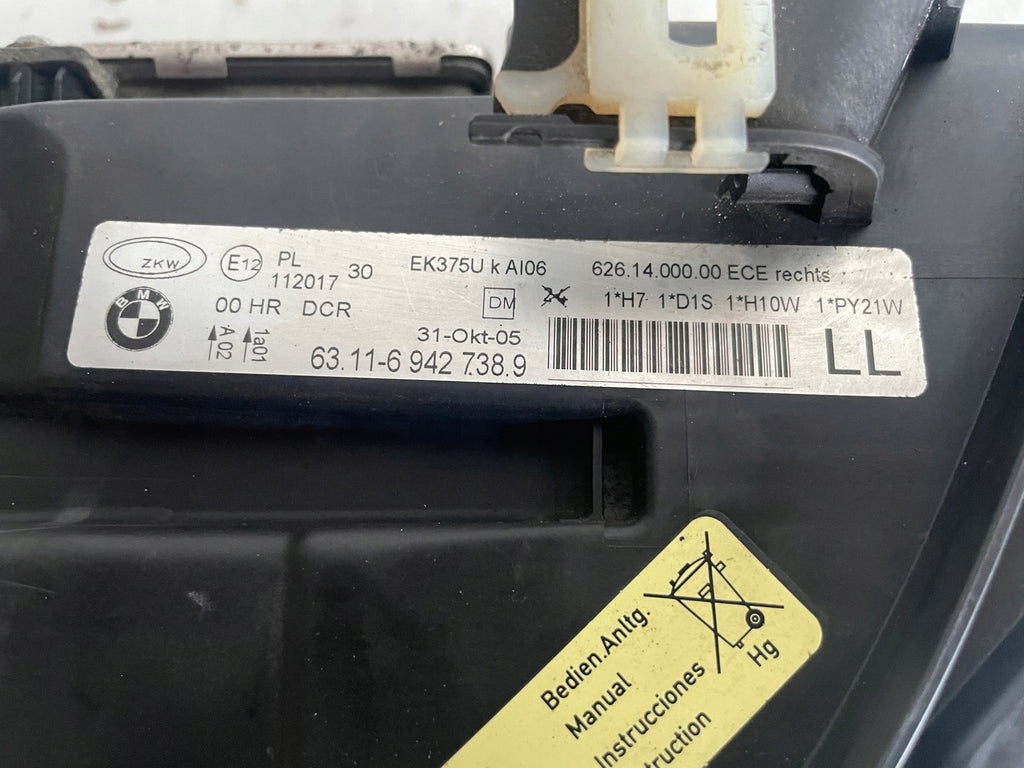 ZKW
E12
PL
112017 30
EK375U k AI06
626.14.000.00 ECE rechts
BMW
00 HR DCR
DM
1*H7 1*D1S 1*H10W 1*PY21W
A 02
1a01
31-Okt-05
63.11-6 942 738.9
LL
Bedien.Anltg.
Manual
Instrucciones
truction
Hg